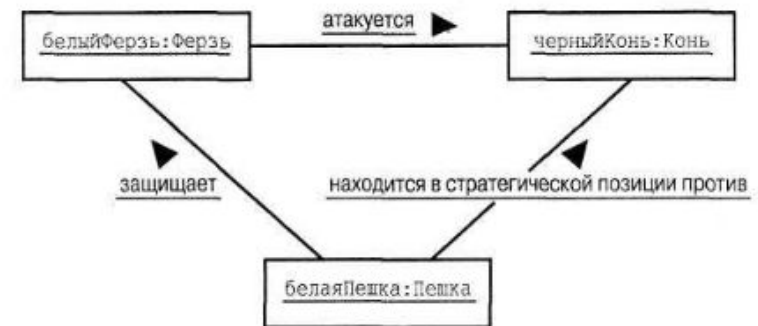 атакуется
белыйФерзь:Ферзь
черныйКонь:Конь
защищает
находится в стратегической позиции против
белаяПешка:Пешка